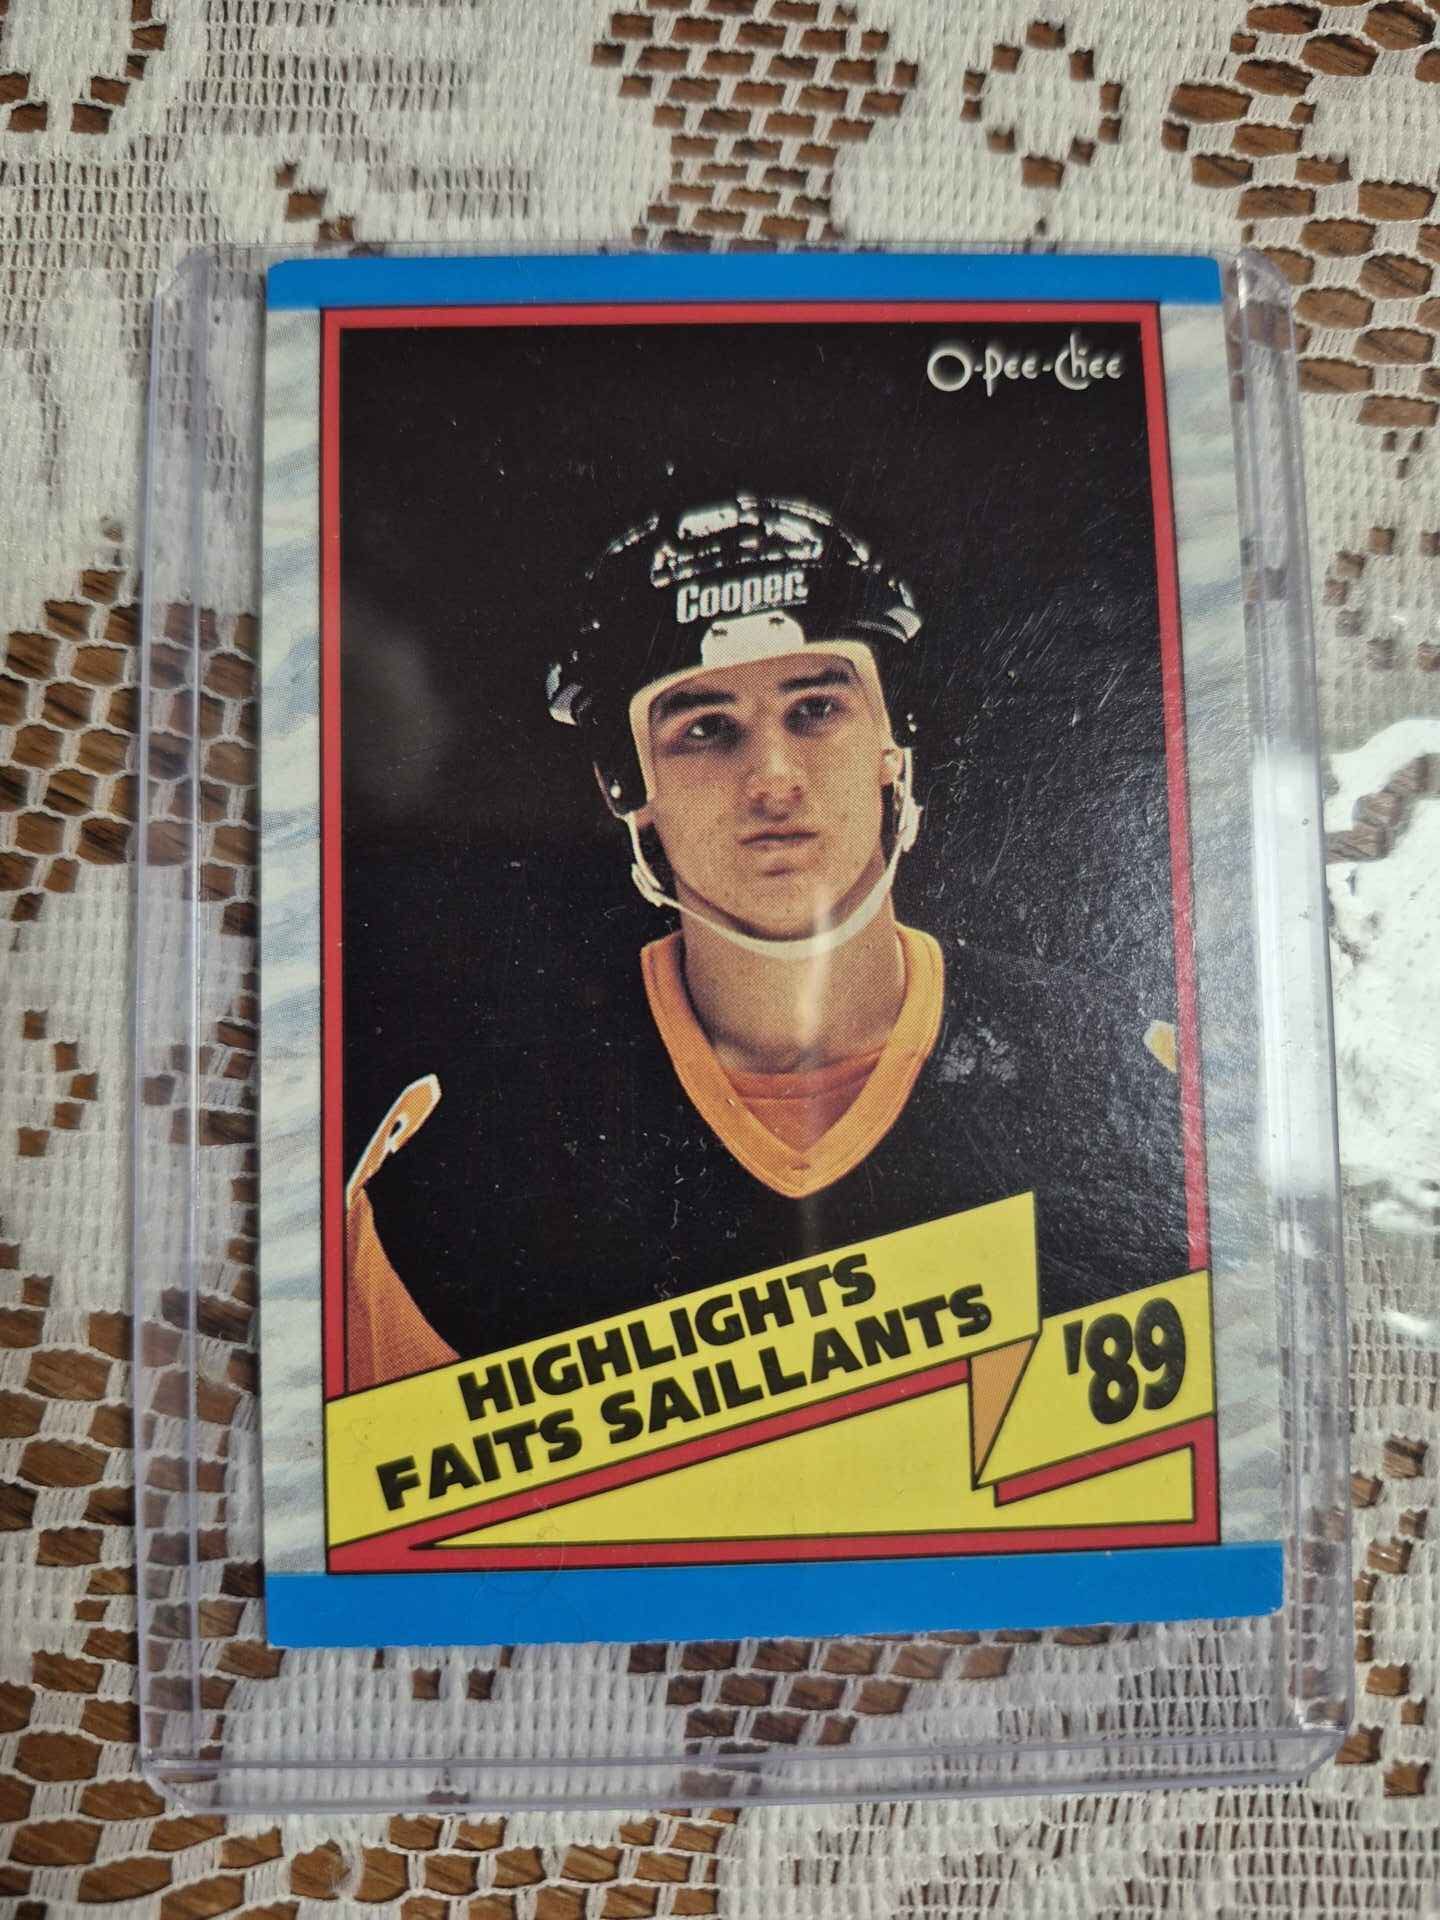 O-Pee-Chee
Cooper
HIGHLIGHTS
FAITS SAILLANTS
'89